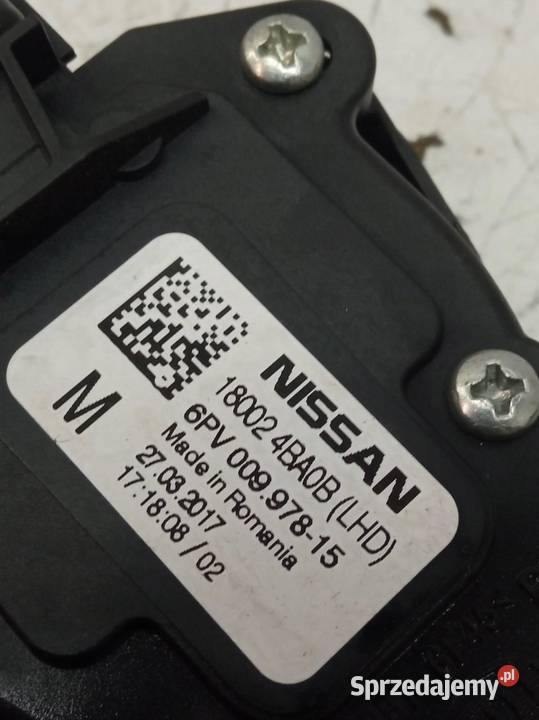 NISSAN
18002 4BA0B (LHD)
6PV 009.978-15
Made in Romania
27.03.2017
17:18:08 /02
M
Sprzedajemy.pl